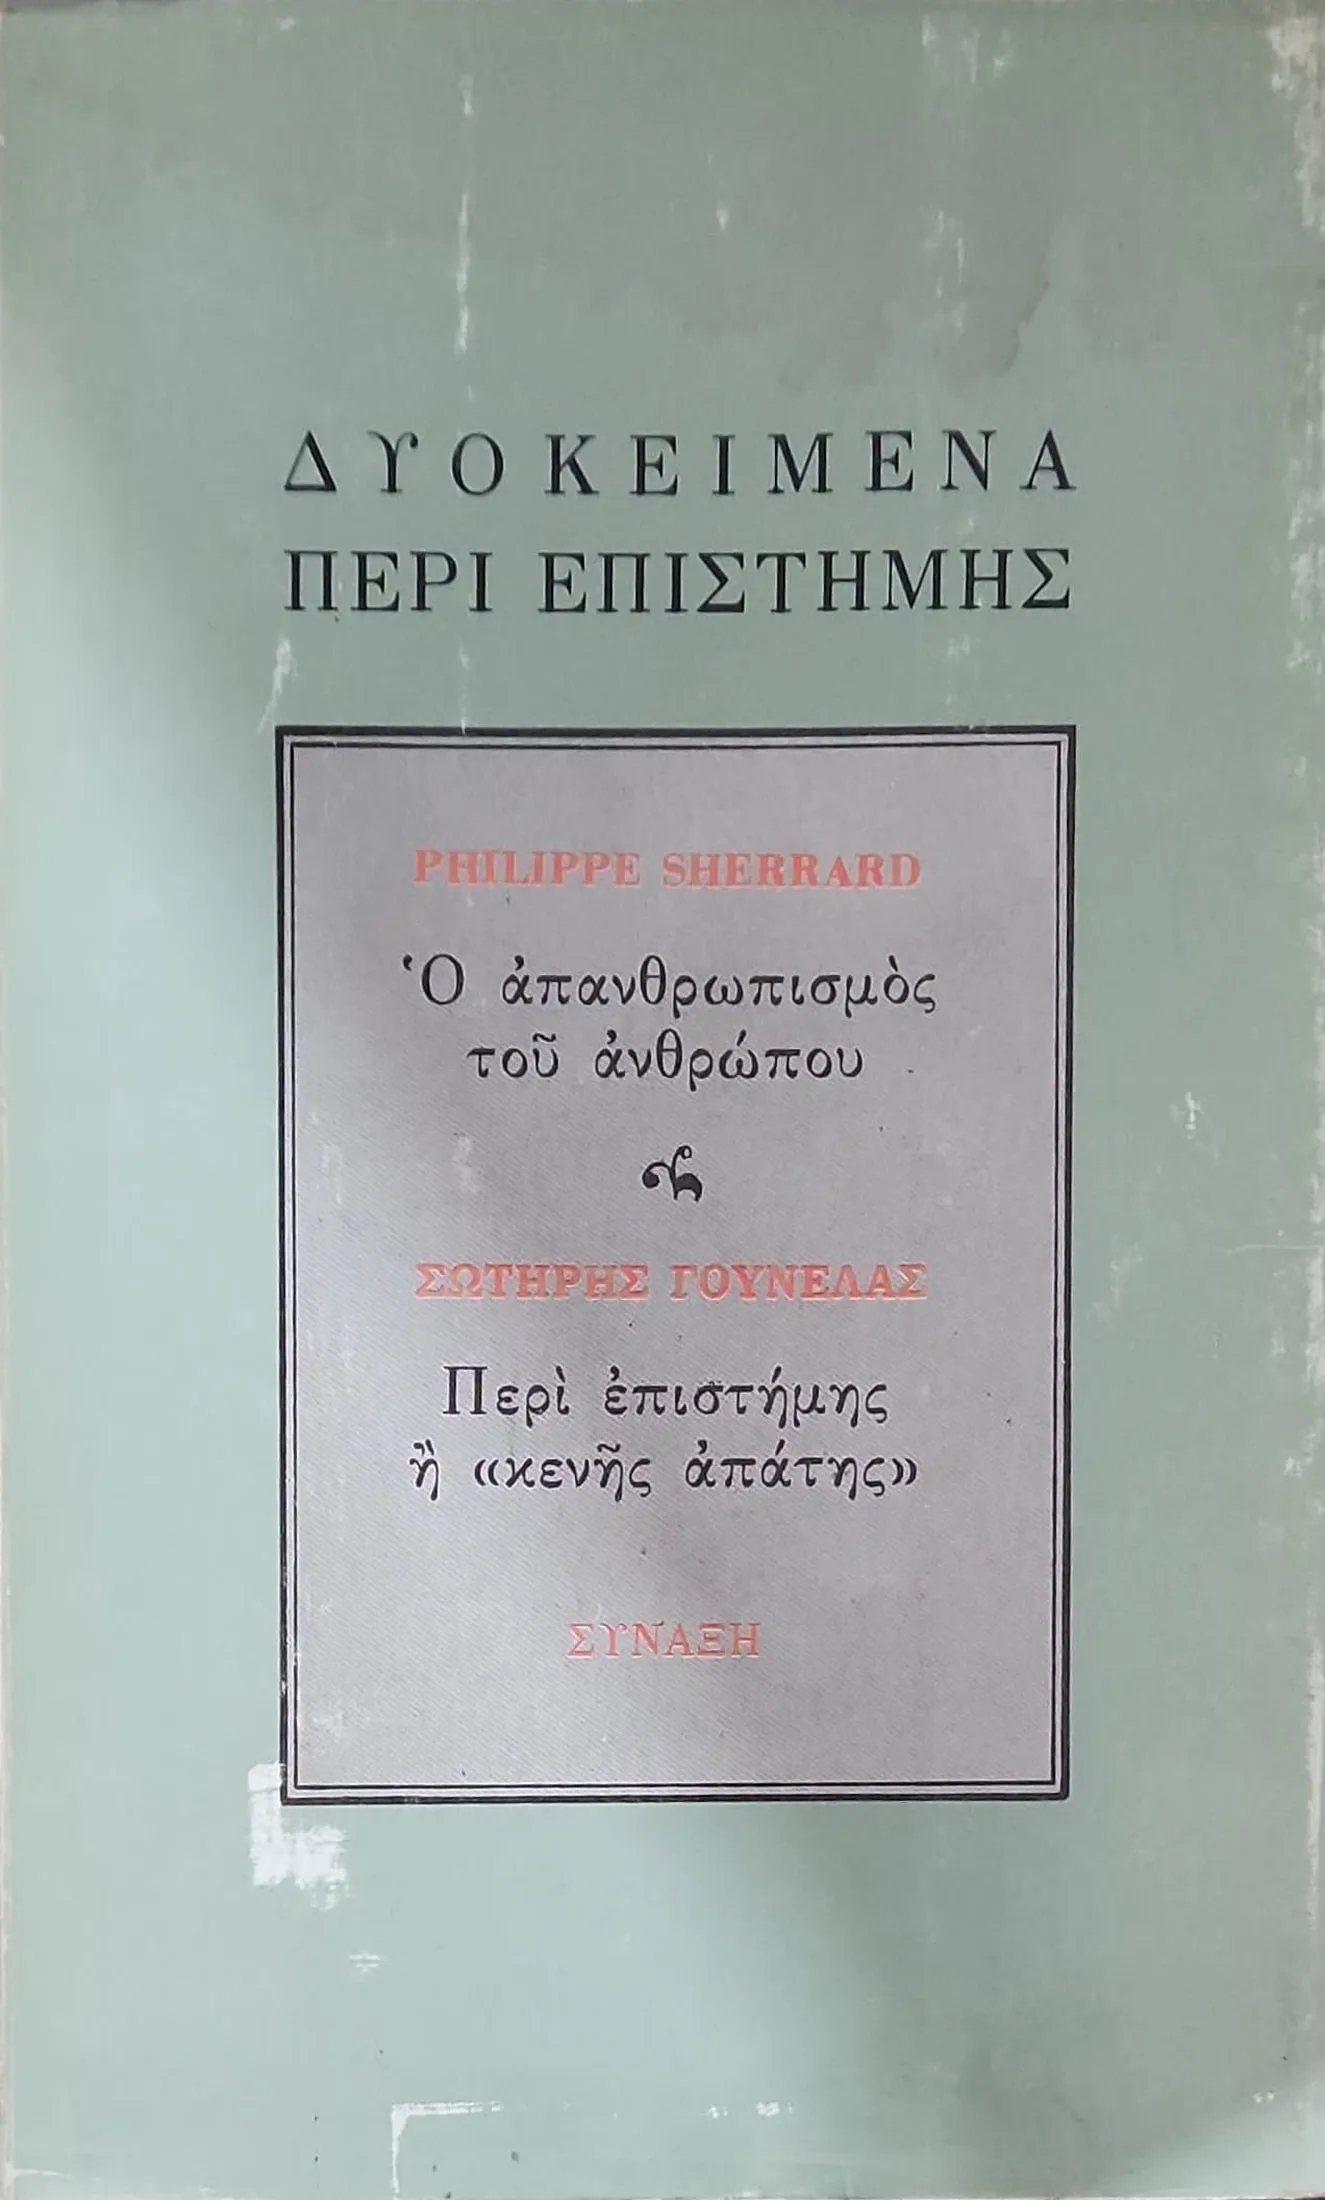 ΔΥΟ ΚΕΙΜΕΝΑ
ΠΕΡΙ ΕΠΙΣΤΗΜΗΣ
PHILIPPE SHERRARD
Ὁ ἀπανθρωπισμὸς
τοῦ ἀνθρώπου
ΣΩΤΗΡΗΣ ΓΟΥΝΕΛΑΣ
Περὶ ἐπιστήμης
ἢ «κενῆς ἀπάτης»
ΣΥΝΑΞΗ